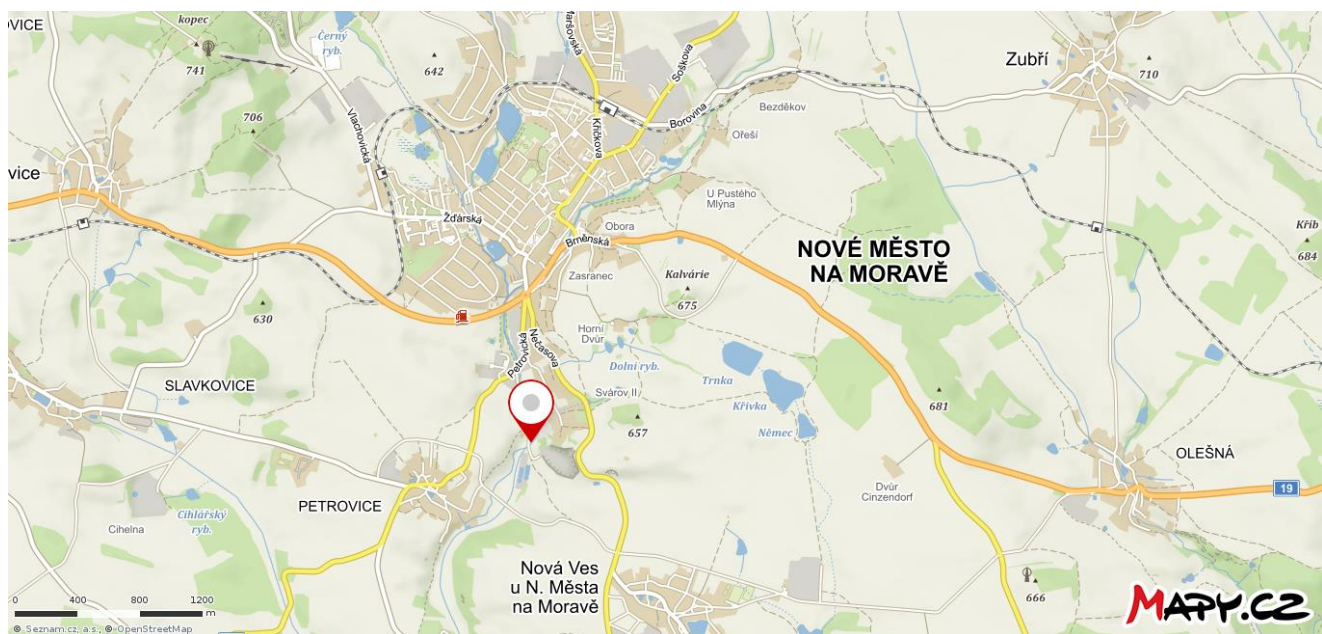 OVICE
kopec
741
Černý
ryb.
642
Maršovská
Soškova
Zubří
710
706
Vlachovická
Křičkova
Borovina
Bezděkov
Ořeší
vice
Žďárská
U Pustého
Mlýna
Obora
Brněnská
NOVÉ MĚSTO
NA MORAVĚ
Kříb
684
Zasranec
Kalvárie
675
630
Horní
Dvůr
Nečasova
Petrovická
Dolní ryb.
Trnka
SLAVKOVICE
Svárov II
Křivka
681
657
Němec
OLEŠNÁ
Dvůr
Cinzendorf
19
PETROVICE
Cihelna
Cihlářský
ryb.
Nová Ves
u N. Města
na Moravě
666
0 400 800 1200
m
MAPY.CZ
© Seznam.cz, a.s., © OpenStreetMap